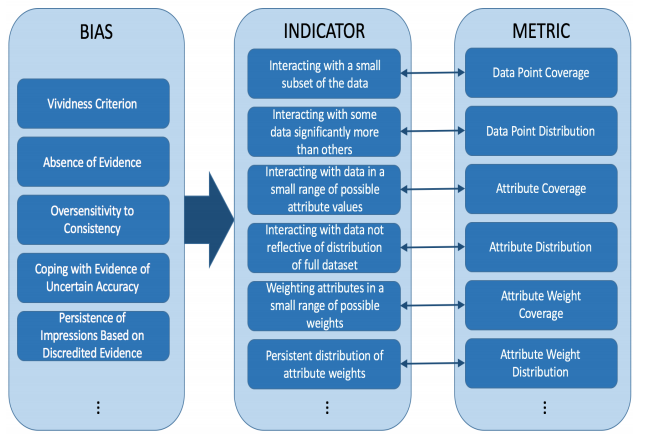 BIAS
Vividness Criterion
Absence of Evidence
Oversensitivity to
Consistency
Coping with Evidence of
Uncertain Accuracy
Persistence of
Impressions Based on
Discredited Evidence
⋮
INDICATOR
Interacting with a small
subset of the data
Interacting with some
data significantly more
than others
Interacting with data in a
small range of possible
attribute values
Interacting with data not
reflective of distribution
of full dataset
Weighting attributes in a
small range of possible
weights
Persistent distribution of
attribute weights
⋮
METRIC
Data Point Coverage
Data Point Distribution
Attribute Coverage
Attribute Distribution
Attribute Weight
Coverage
Attribute Weight
Distribution
⋮